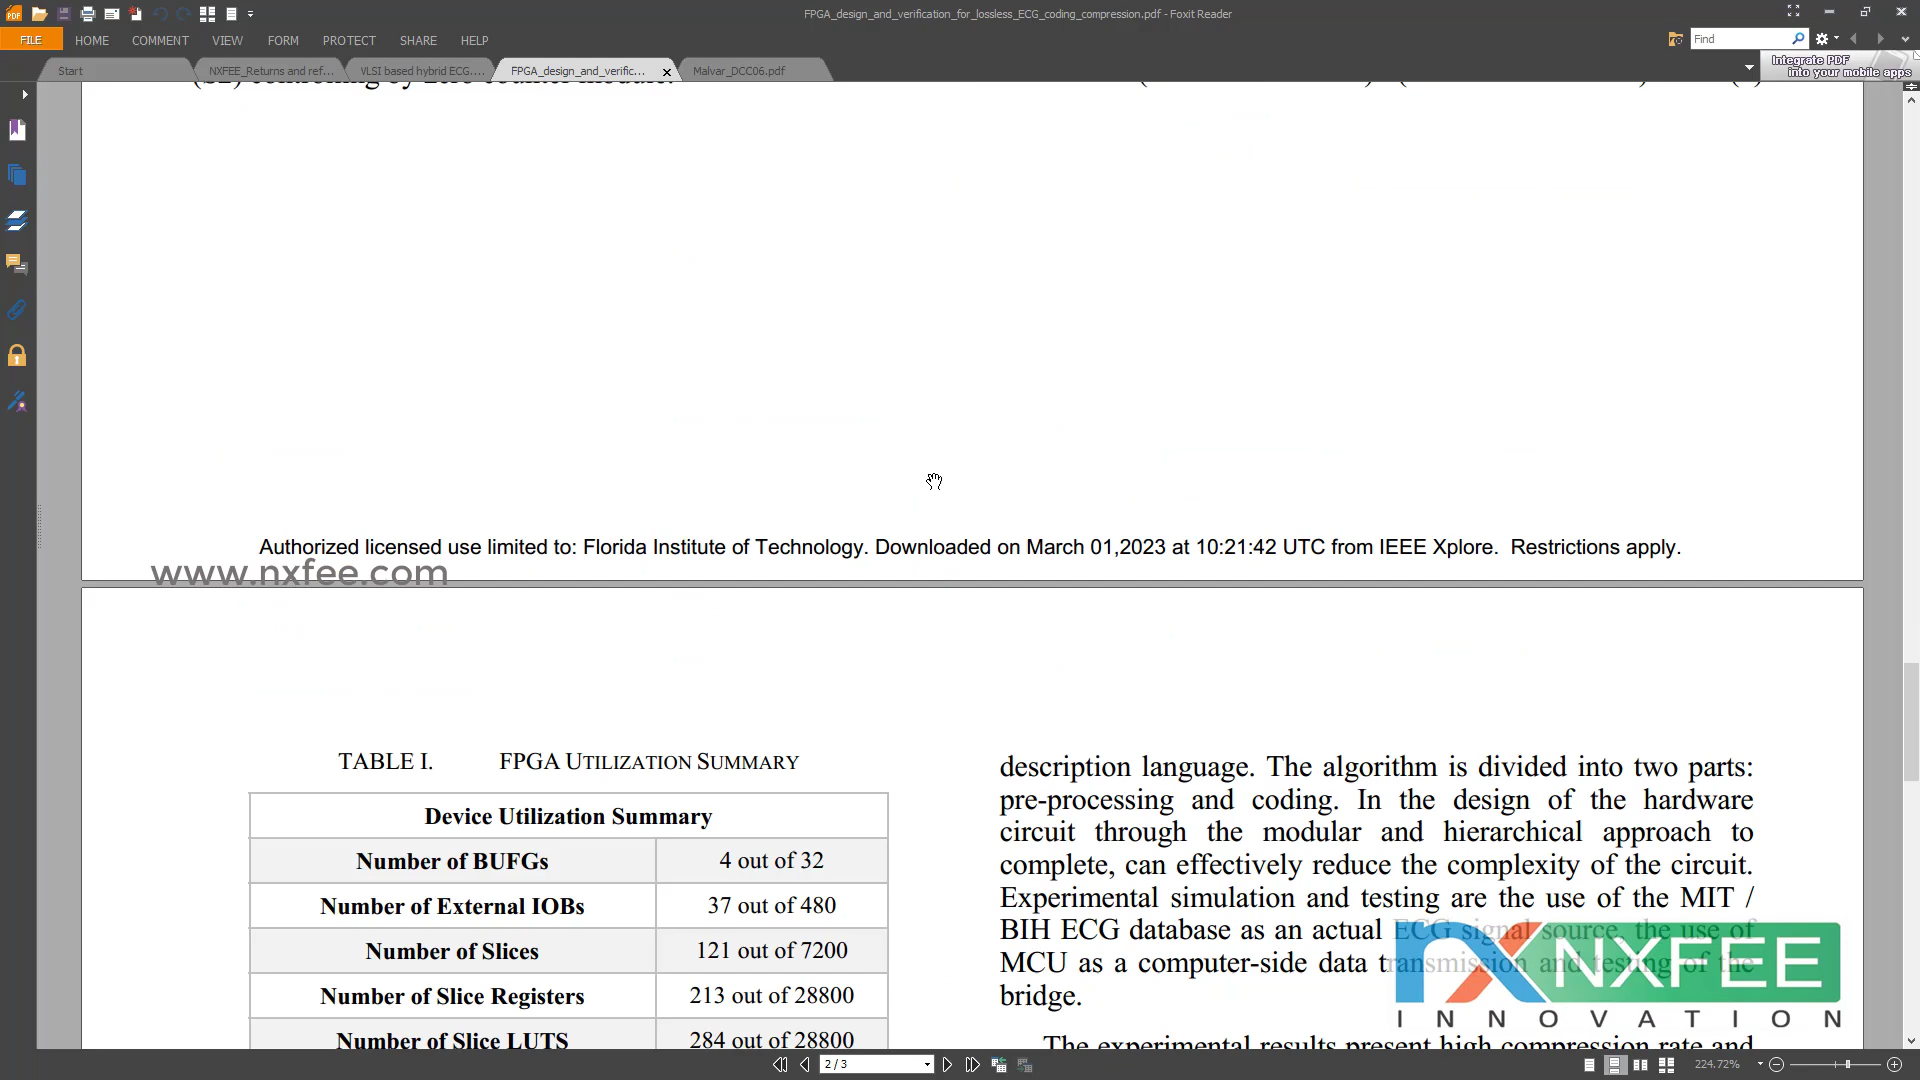 FPGA_design_and_verification_for_lossless_ECG_coding_compression.pdf - Foxit Reader
FILE HOME COMMENT VIEW FORM PROTECT SHARE HELP
Find
Integrate PDF
into your mobile apps
Start NXFEE_Returns and ref... VLSI based hybrid ECG.... FPGA_design_and_verific... Malvar_DCC06.pdf
Authorized licensed use limited to: Florida Institute of Technology. Downloaded on March 01,2023 at 10:21:42 UTC from IEEE Xplore. Restrictions apply.
www.nxfee.com
TABLE I. FPGA UTILIZATION SUMMARY
Device Utilization Summary
Number of BUFGs 4 out of 32
Number of External IOBs 37 out of 480
Number of Slices 121 out of 7200
Number of Slice Registers 213 out of 28800
Number of Slice LUTS 284 out of 28800
description language. The algorithm is divided into two parts:
pre-processing and coding. In the design of the hardware
circuit through the modular and hierarchical approach to
complete, can effectively reduce the complexity of the circuit.
Experimental simulation and testing are the use of the MIT /
BIH ECG database as an actual ECG signal source, the use of
MCU as a computer-side data transmission and testing of the
bridge.
The experimental results present high compression rate and
NXFEE
INNOVATION
2 / 3
224.72%